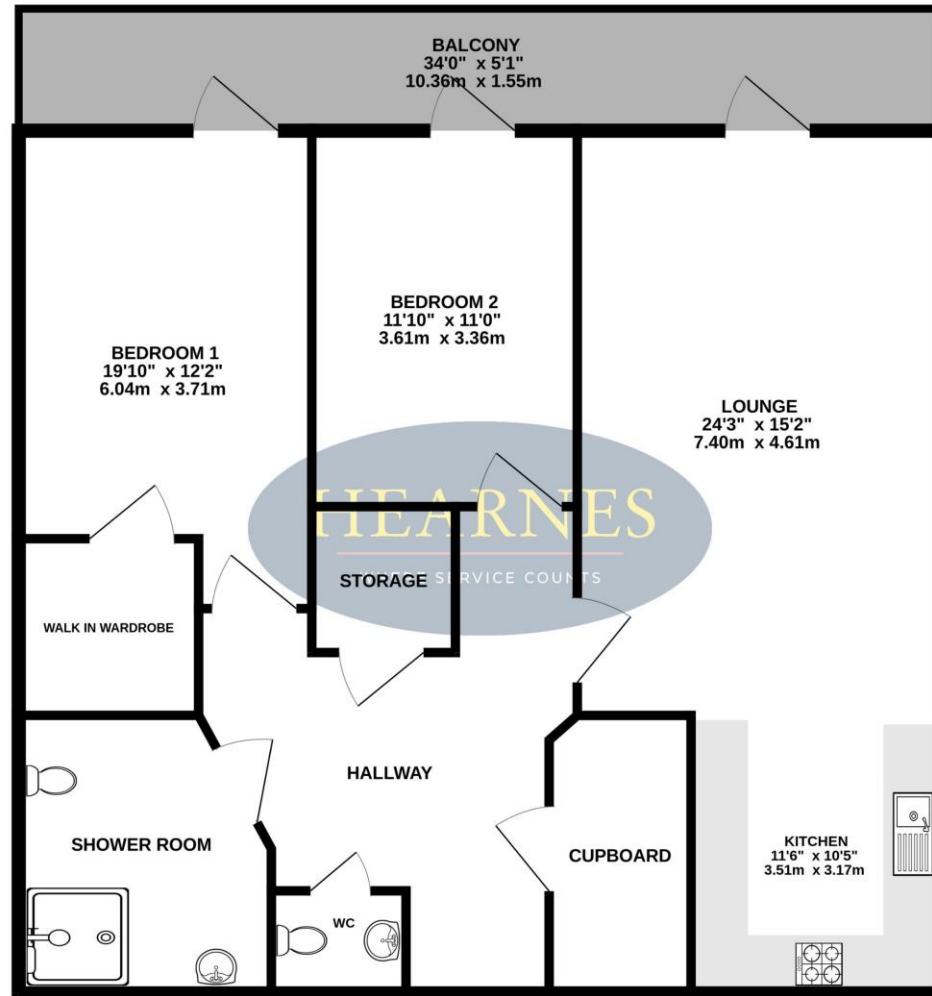 BALCONY
34'0" x 5'1"
10.36m x 1.55m
BEDROOM 1
19'10" x 12'2"
6.04m x 3.71m
BEDROOM 2
11'10" x 11'0"
3.61m x 3.36m
LOUNGE
24'3" x 15'2"
7.40m x 4.61m
HEARNES
WHERE SERVICE COUNTS
STORAGE
WALK IN WARDROBE
HALLWAY
SHOWER ROOM
WC
CUPBOARD
KITCHEN
11'6" x 10'5"
3.51m x 3.17m